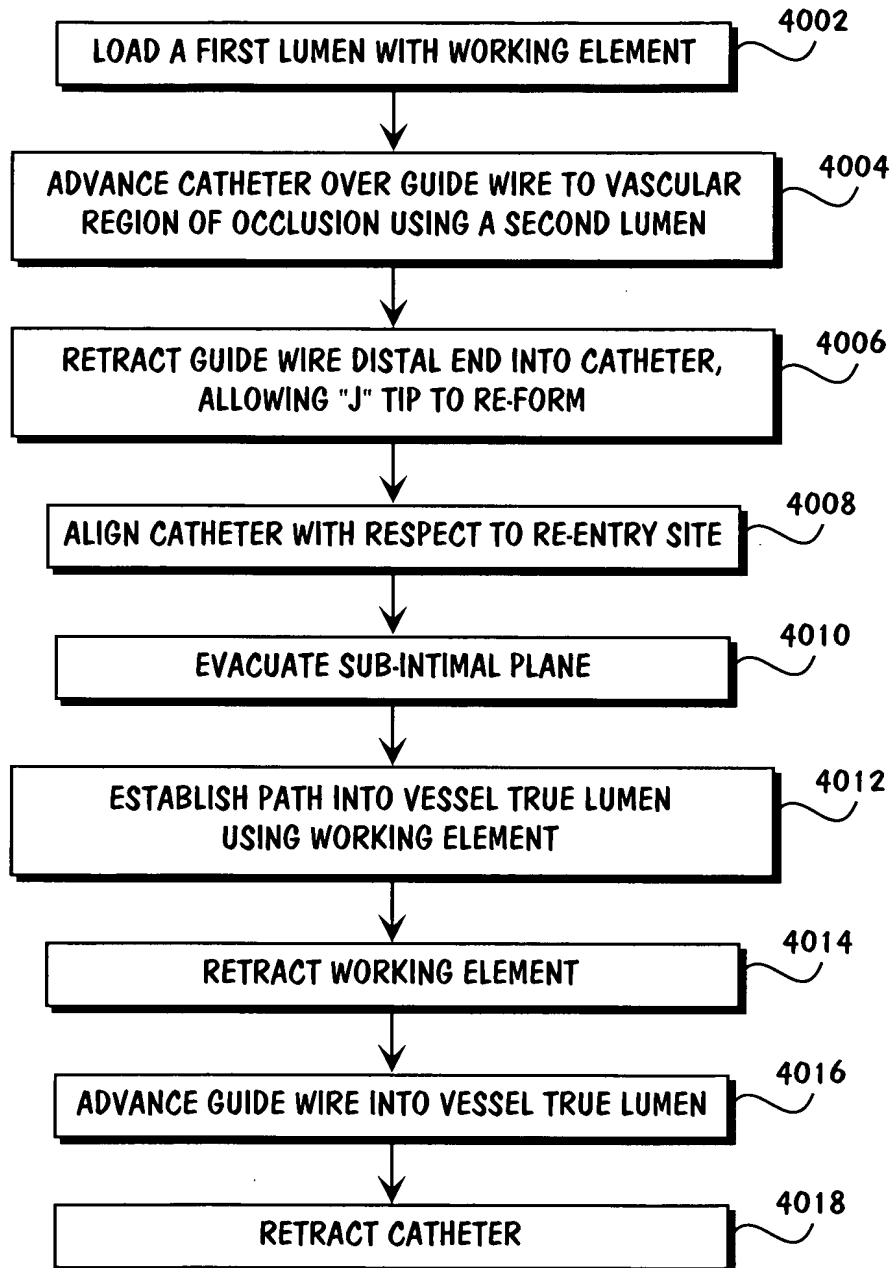 4002
LOAD A FIRST LUMEN WITH WORKING ELEMENT
4004
ADVANCE CATHETER OVER GUIDE WIRE TO VASCULAR
REGION OF OCCLUSION USING A SECOND LUMEN
4006
RETRACT GUIDE WIRE DISTAL END INTO CATHETER,
ALLOWING "J" TIP TO RE-FORM
4008
ALIGN CATHETER WITH RESPECT TO RE-ENTRY SITE
4010
EVACUATE SUB-INTIMAL PLANE
4012
ESTABLISH PATH INTO VESSEL TRUE LUMEN
USING WORKING ELEMENT
4014
RETRACT WORKING ELEMENT
4016
ADVANCE GUIDE WIRE INTO VESSEL TRUE LUMEN
4018
RETRACT CATHETER